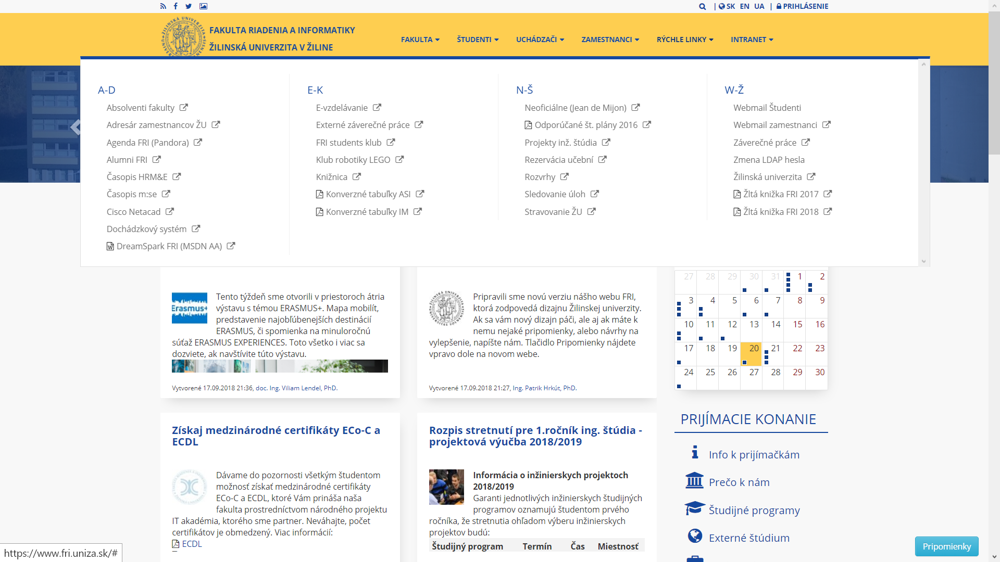 | SK EN UA | PRIHLÁSENIE
FAKULTA RIADENIA A INFORMATIKY
ŽILINSKÁ UNIVERZITA V ŽILINE
FAKULTA ŠTUDENTI UCHÁDZAČI ZAMESTNANCI RÝCHLE LINKY INTRANET
A-D
Absolventi fakulty
Adresár zamestnancov ŽU
Agenda FRI (Pandora)
Alumni FRI
Časopis HRM&E
Časopis m:se
Cisco Netacad
Dochádzkový systém
DreamSpark FRI (MSDN AA)
E-K
E-vzdelávanie
Externé záverečné práce
FRI students klub
Klub robotiky LEGO
Knižnica
Konverzné tabuľky ASI
Konverzné tabuľky IM
N-Š
Neoficiálne (Jean de Mijon)
Odporúčané št. plány 2016
Projekty inž. štúdia
Rezervácia učební
Rozvrhy
Sledovanie úloh
Stravovanie ŽU
W-Ž
Webmail Študenti
Webmail zamestnanci
Záverečné práce
Zmena LDAP hesla
Žilinská univerzita
Žltá knižka FRI 2017
Žltá knižka FRI 2018
Erasmus+
Tento týždeň sme otvorili v priestoroch átria
výstavu s témou ERASMUS+. Mapa mobilít,
predstavenie najobľúbenejších destinácií
ERASMUS, či spomienka na minuloročnú
súťaž ERASMUS EXPERIENCES. Toto všetko i viac sa
dozviete, ak navštívite túto výstavu.
Vytvorené 17.09.2018 21:36, doc. Ing. Viliam Lendel, PhD.
Pripravili sme novú verziu nášho webu FRI,
ktorá zodpovedá dizajnu Žilinskej univerzity.
Ak sa vám nový dizajn páči, ale aj ak máte k
nemu nejaké pripomienky, alebo návrhy na
vylepšenie, napíšte nám. Tlačidlo Pripomienky nájdete
vpravo dole na novom webe.
Vytvorené 17.09.2018 21:27, Ing. Patrik Hrkút, PhD.
27 28 29 30 31 1 2
3 4 5 6 7 8 9
10 11 12 13 14 15 16
17 18 19 20 21 22 23
24 25 26 27 28 29 30
Získaj medzinárodné certifikáty ECo-C a
ECDL
Dávame do pozornosti všetkým študentom
možnosť získať medzinárodné certifikáty
ECo-C a ECDL, ktoré Vám prináša naša
fakulta prostredníctvom národného projektu
IT akadémia, ktorého sme partner. Neváhajte, počet
certifikátov je obmedzený. Viac informácií:
ECDL
Rozpis stretnutí pre 1.ročník ing. štúdia -
projektová výučba 2018/2019
Informácia o inžinierskych projektoch
2018/2019
Garanti jednotlivých inžinierskych študijných
programov oznamujú študentom prvého
ročníka, že stretnutia ohľadom výberu inžinierskych
projektov budú:
Študijný program Termín Čas Miestnosť
PRIJÍMACIE KONANIE
Info k prijímačkám
Prečo k nám
Študijné programy
Externé štúdium
Pripomienky
https://www.fri.uniza.sk/#